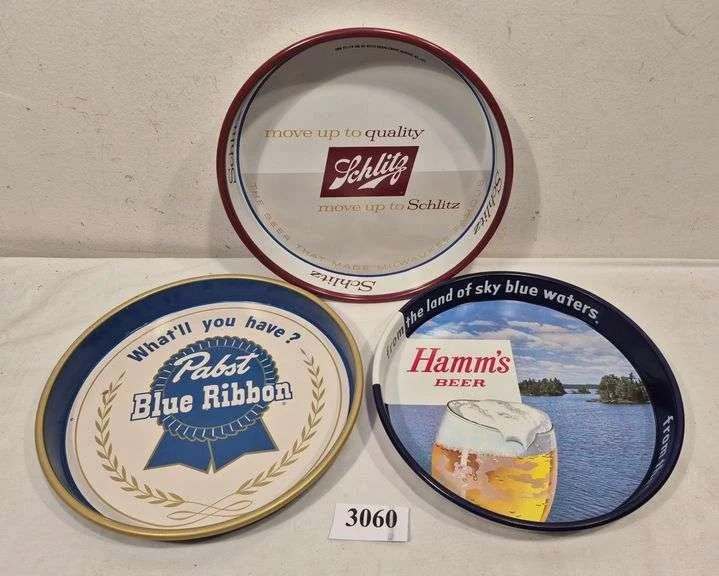 move up to quality
Schlitz
move up to Schlitz
THE BEER THAT MADE MILWAUKEE FAMOUS
Schlitz
Schlitz
Schlitz
What'll you have?
Pabst
Blue Ribbon
from the land of sky blue waters.
Hamm's
BEER
from
3060